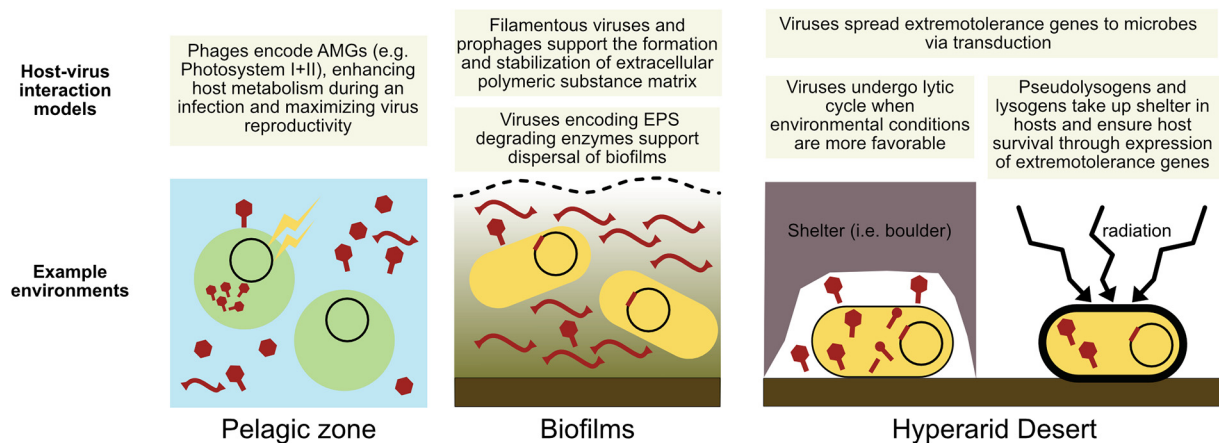 Host-virus
interaction
models
Phages encode AMGs (e.g.
Photosystem I+II), enhancing
host metabolism during an
infection and maximizing virus
reproductivity
Filamentous viruses and
prophages support the formation
and stabilization of extracellular
polymeric substance matrix
Viruses encoding EPS
degrading enzymes support
dispersal of biofilms
Viruses spread extremotolerance genes to microbes
via transduction
Viruses undergo lytic
cycle when
environmental conditions
are more favorable
Pseudolysogens and
lysogens take up shelter in
hosts and ensure host
survival through expression
of extremotolerance genes
Example
environments
Shelter (i.e. boulder)
radiation
Pelagic zone
Biofilms
Hyperarid Desert